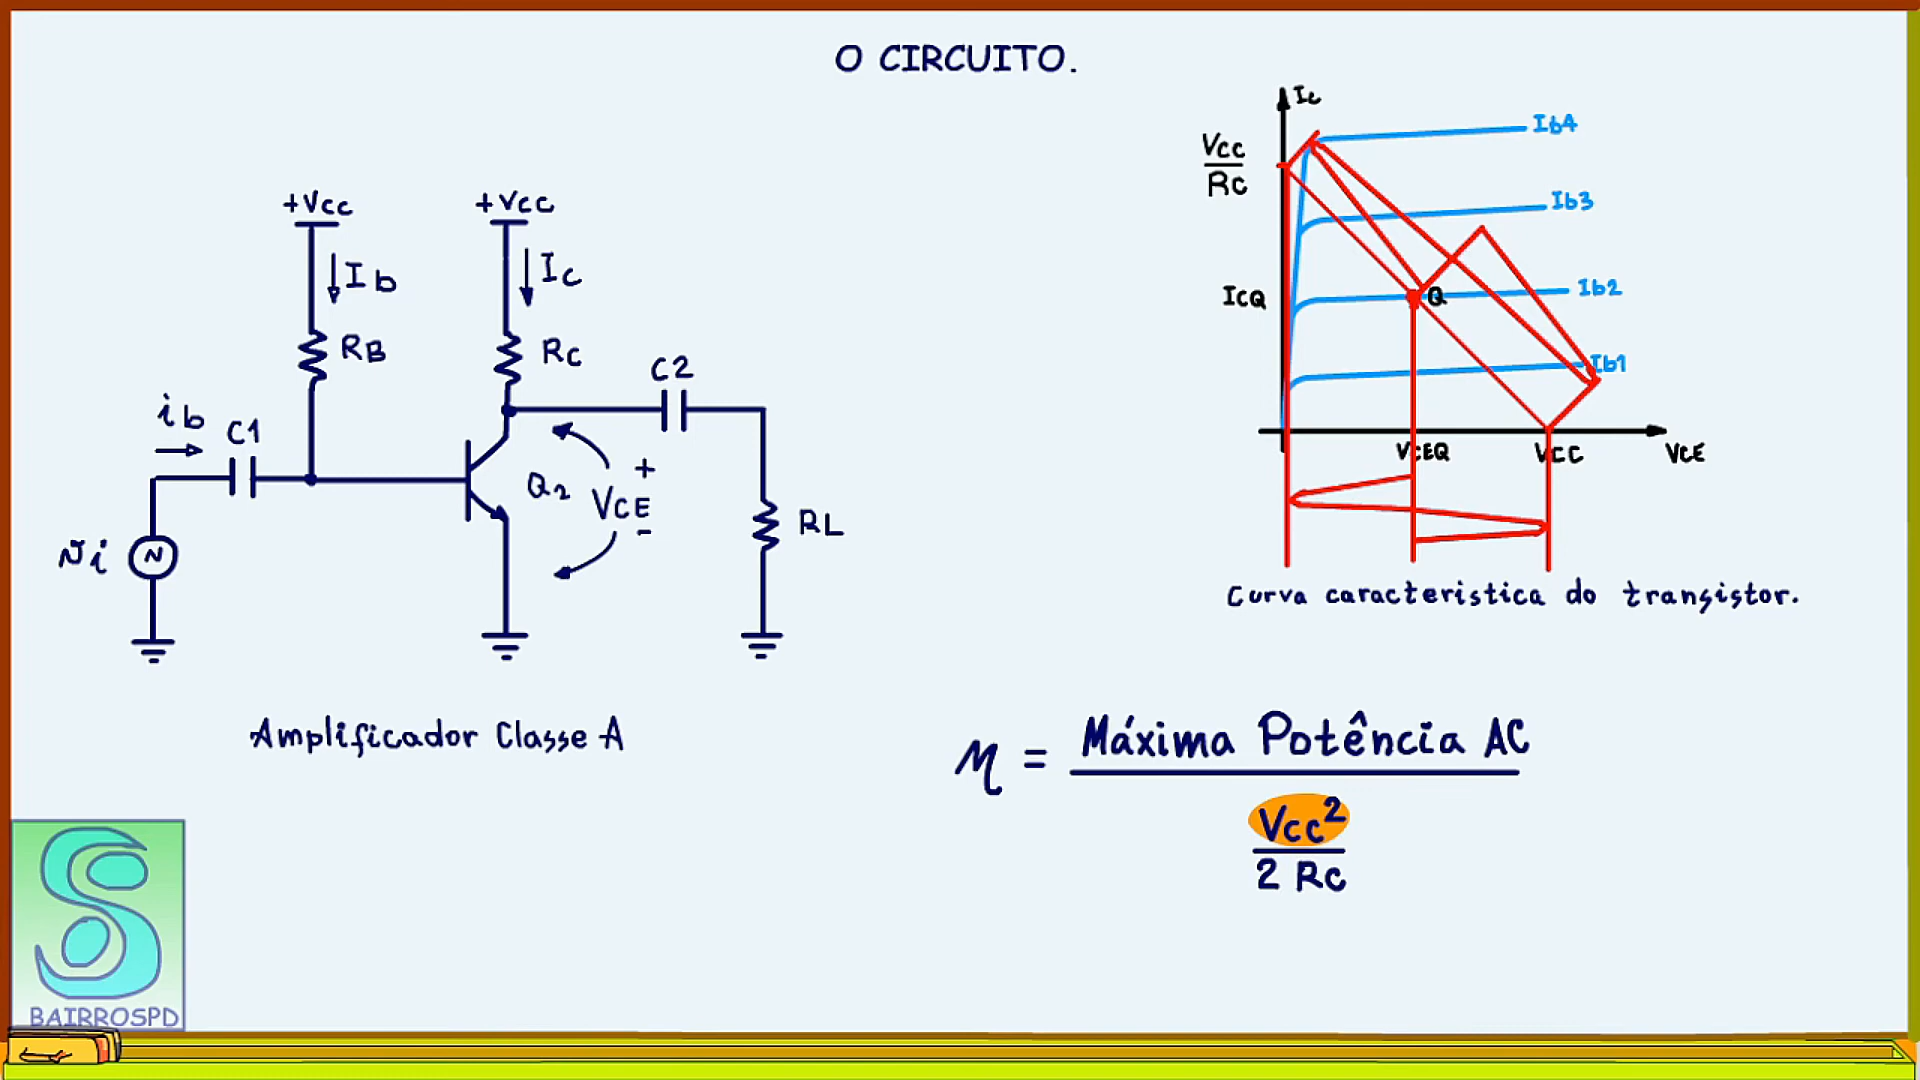 O CIRCUITO.
Ic
Ib4
Vcc
Rc
Ib3
+Vcc
+Vcc
Ib
Ic
ICQ
Q
Ib2
RB
Rc
C2
Ib1
ib
C1
VCEQ
VCC
VCE
Q2
+
VCE
-
vi
N
RL
Curva caracteristica do transistor.
Amplificador Classe A
η = Máxima Potência AC
Vcc²
2 Rc
BAIRROSPD